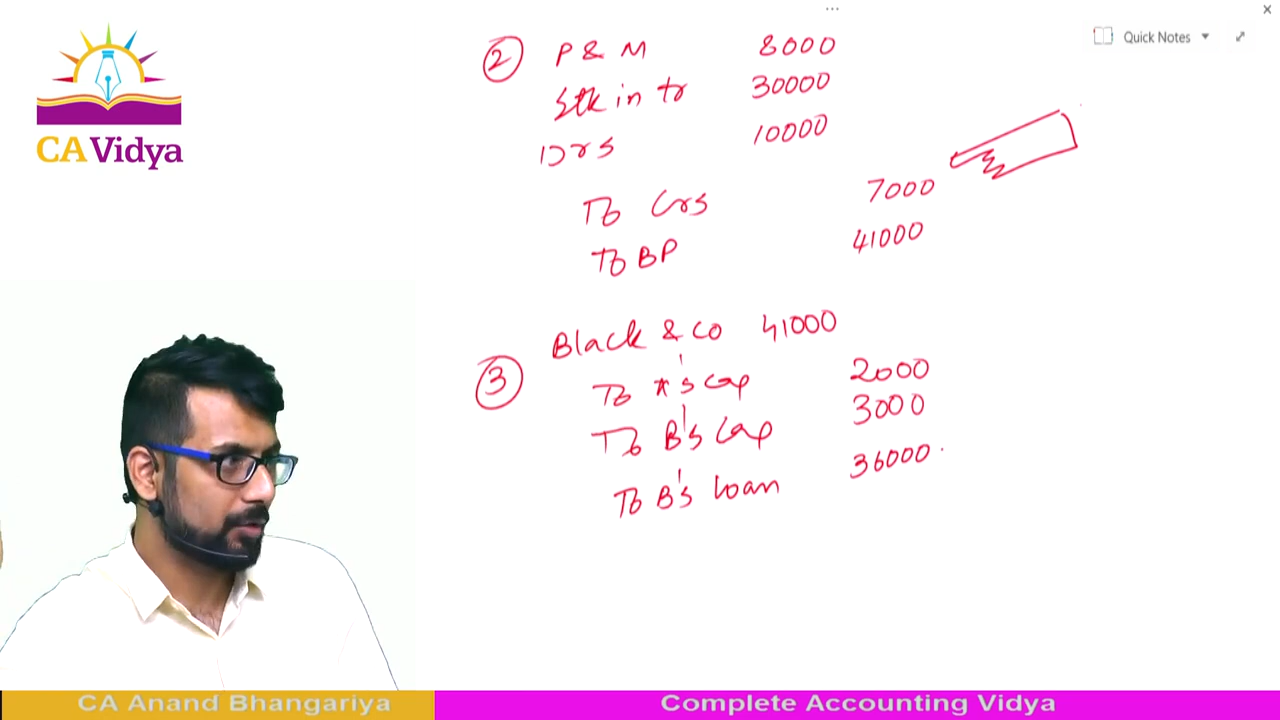 CA Vidya
Quick Notes
② P & M 8000
Stk in tr 30000
Drs 10000
To Crs 7000
To BP 41000
③ Black & Co 41000
To A's Cap 2000
To B's Cap 3000
To B's Loan 36000
CA Anand Bhangariya
Complete Accounting Vidya